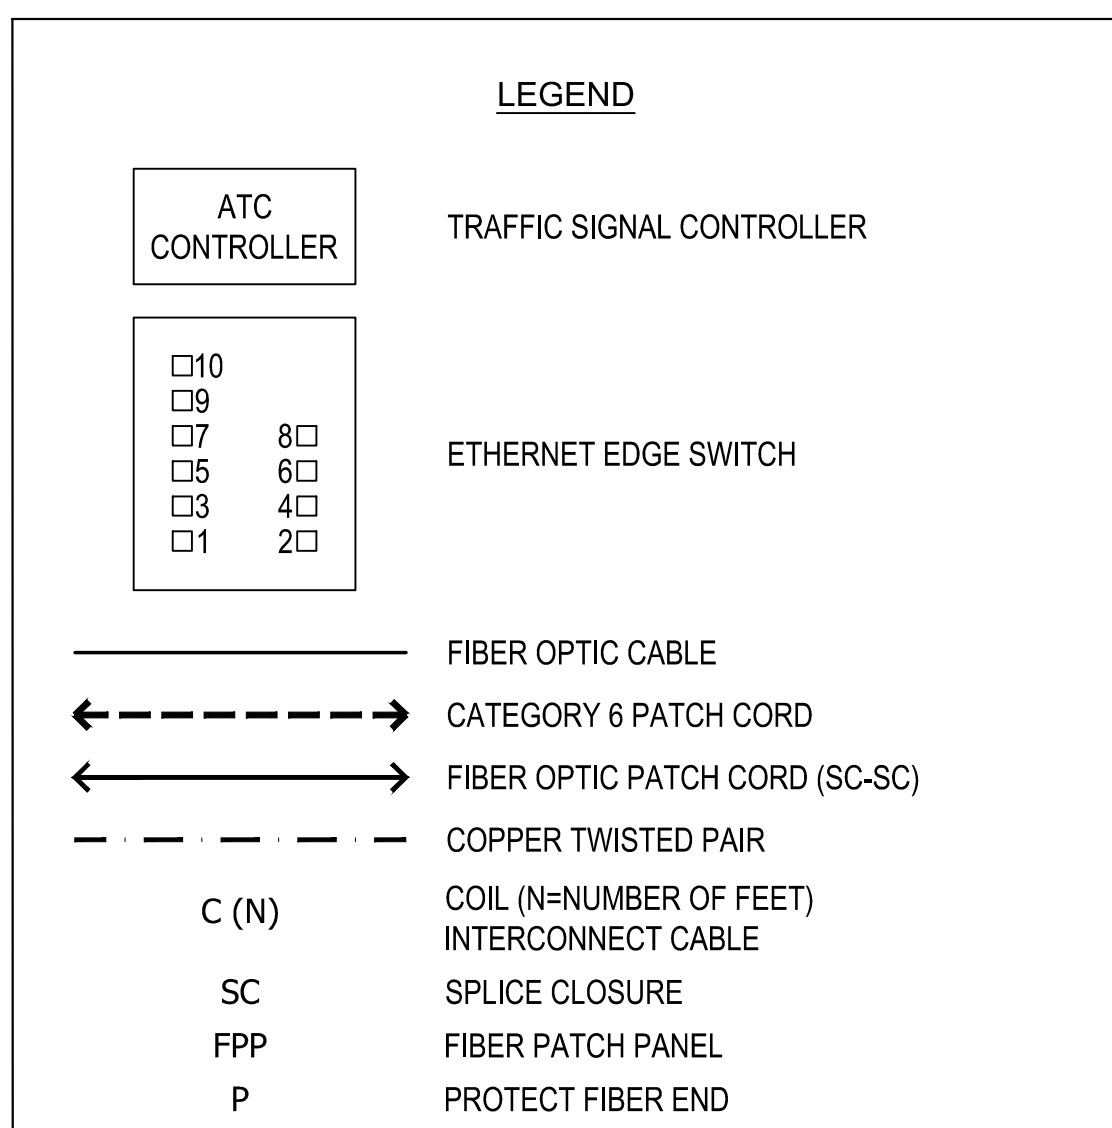 LEGEND
ATC
CONTROLLER
TRAFFIC SIGNAL CONTROLLER
□10
□9
□7 8□
□5 6□
□3 4□
□1 2□
ETHERNET EDGE SWITCH
FIBER OPTIC CABLE
CATEGORY 6 PATCH CORD
FIBER OPTIC PATCH CORD (SC-SC)
COPPER TWISTED PAIR
C (N) COIL (N=NUMBER OF FEET)
INTERCONNECT CABLE
SC SPLICE CLOSURE
FPP FIBER PATCH PANEL
P PROTECT FIBER END